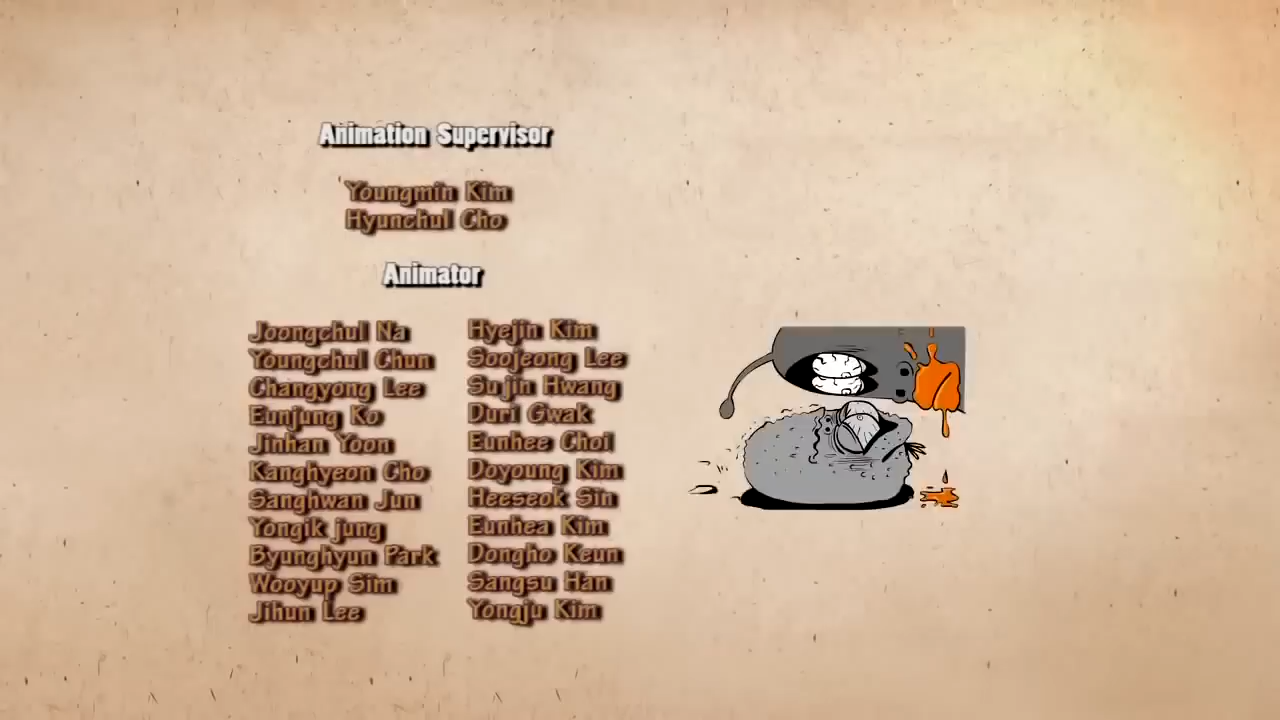 Animation Supervisor
Youngmin Kim
Hyunchul Cho
Animator
Joongchul Na
Youngchul Chun
Changyong Lee
Eunjung Ko
Jinhan Yoon
Kanghyeon Cho
Sanghwan Jun
Yongik jung
Byunghyun Park
Wooyup Sim
Jihun Lee
Hyejin Kim
Soojeong Lee
Sujin Hwang
Duri Gwak
Eunhee Choi
Doyoung Kim
Heeseok Sin
Eunhea Kim
Dongho Keun
Sangsu Han
Yongju Kim